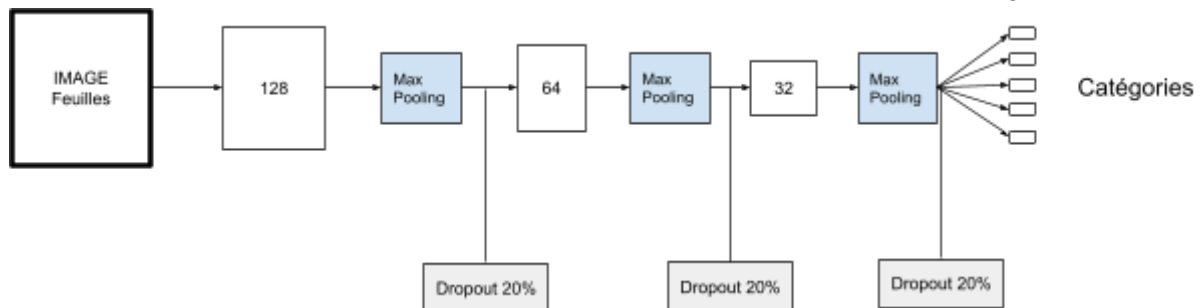 IMAGE
Feuilles
128
Max
Pooling
64
Max
Pooling
32
Max
Pooling
Catégories
Dropout 20%
Dropout 20%
Dropout 20%